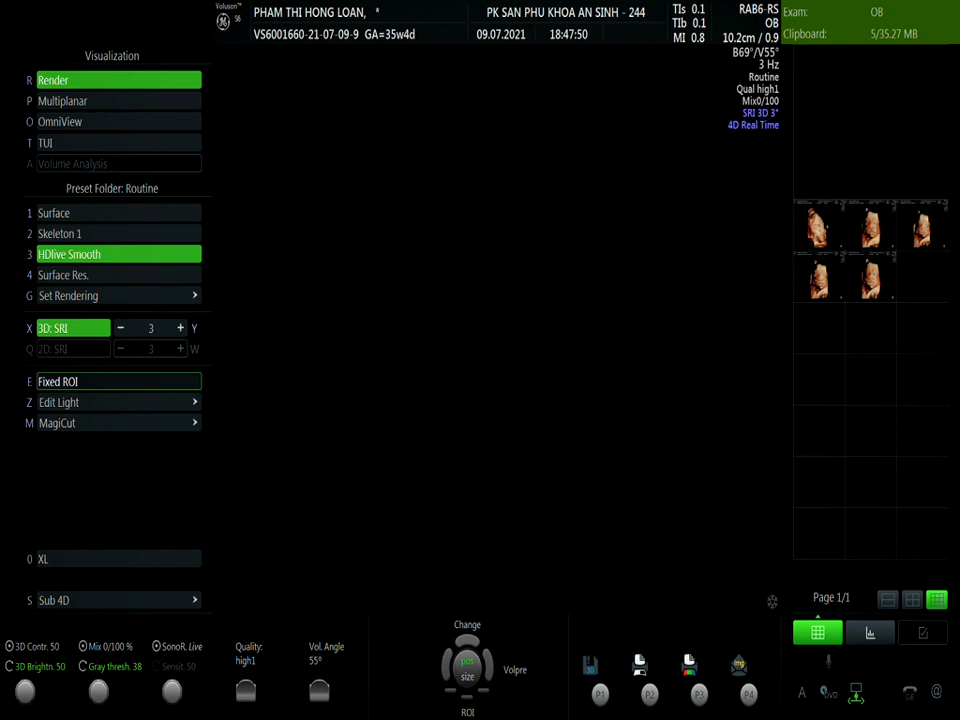 Voluson™
S6
PHAM THI HONG LOAN, *
VS6001660-21-07-09-9 GA=35w4d
PK SAN PHU KHOA AN SINH - 244
09.07.2021 18:47:50
TIs 0.1
TIb 0.1
MI 0.8
RAB6-RS
OB
10.2cm / 0.9
B69°/V55°
3 Hz
Routine
Qual high1
Mix0/100
SRI 3D 3"
4D Real Time
Exam: OB
Clipboard: 5/35.27 MB
Visualization
R Render
P Multiplanar
O OmniView
T TUI
A Volume Analysis
Preset Folder: Routine
1 Surface
2 Skeleton 1
3 HDlive Smooth
4 Surface Res.
G Set Rendering >
X 3D: SRI − 3 + Y
Q 2D: SRI − 3 + W
E Fixed ROI
Z Edit Light >
M MagiCut >
0 XL
S Sub 4D >
3D Contr. 50 Mix 0/100 % SonoR. Live
3D Brightn. 50 Gray thresh. 38 Sensit. 50
Quality:
high1
Vol. Angle
55°
Change
pos
size
Volpre
ROI
P1 P2 P3 P4
Page 1/1
A DVD @